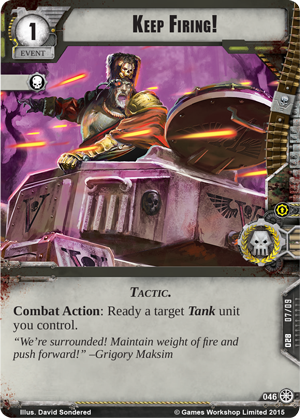 1
KEEP FIRING!
EVENT
TACTIC.
Combat Action: Ready a target Tank unit
you control.
“We’re surrounded! Maintain weight of fire and
push forward!” –Grigory Maksim
028 07/09
046
Illus. David Sondered
© Games Workshop Limited 2015